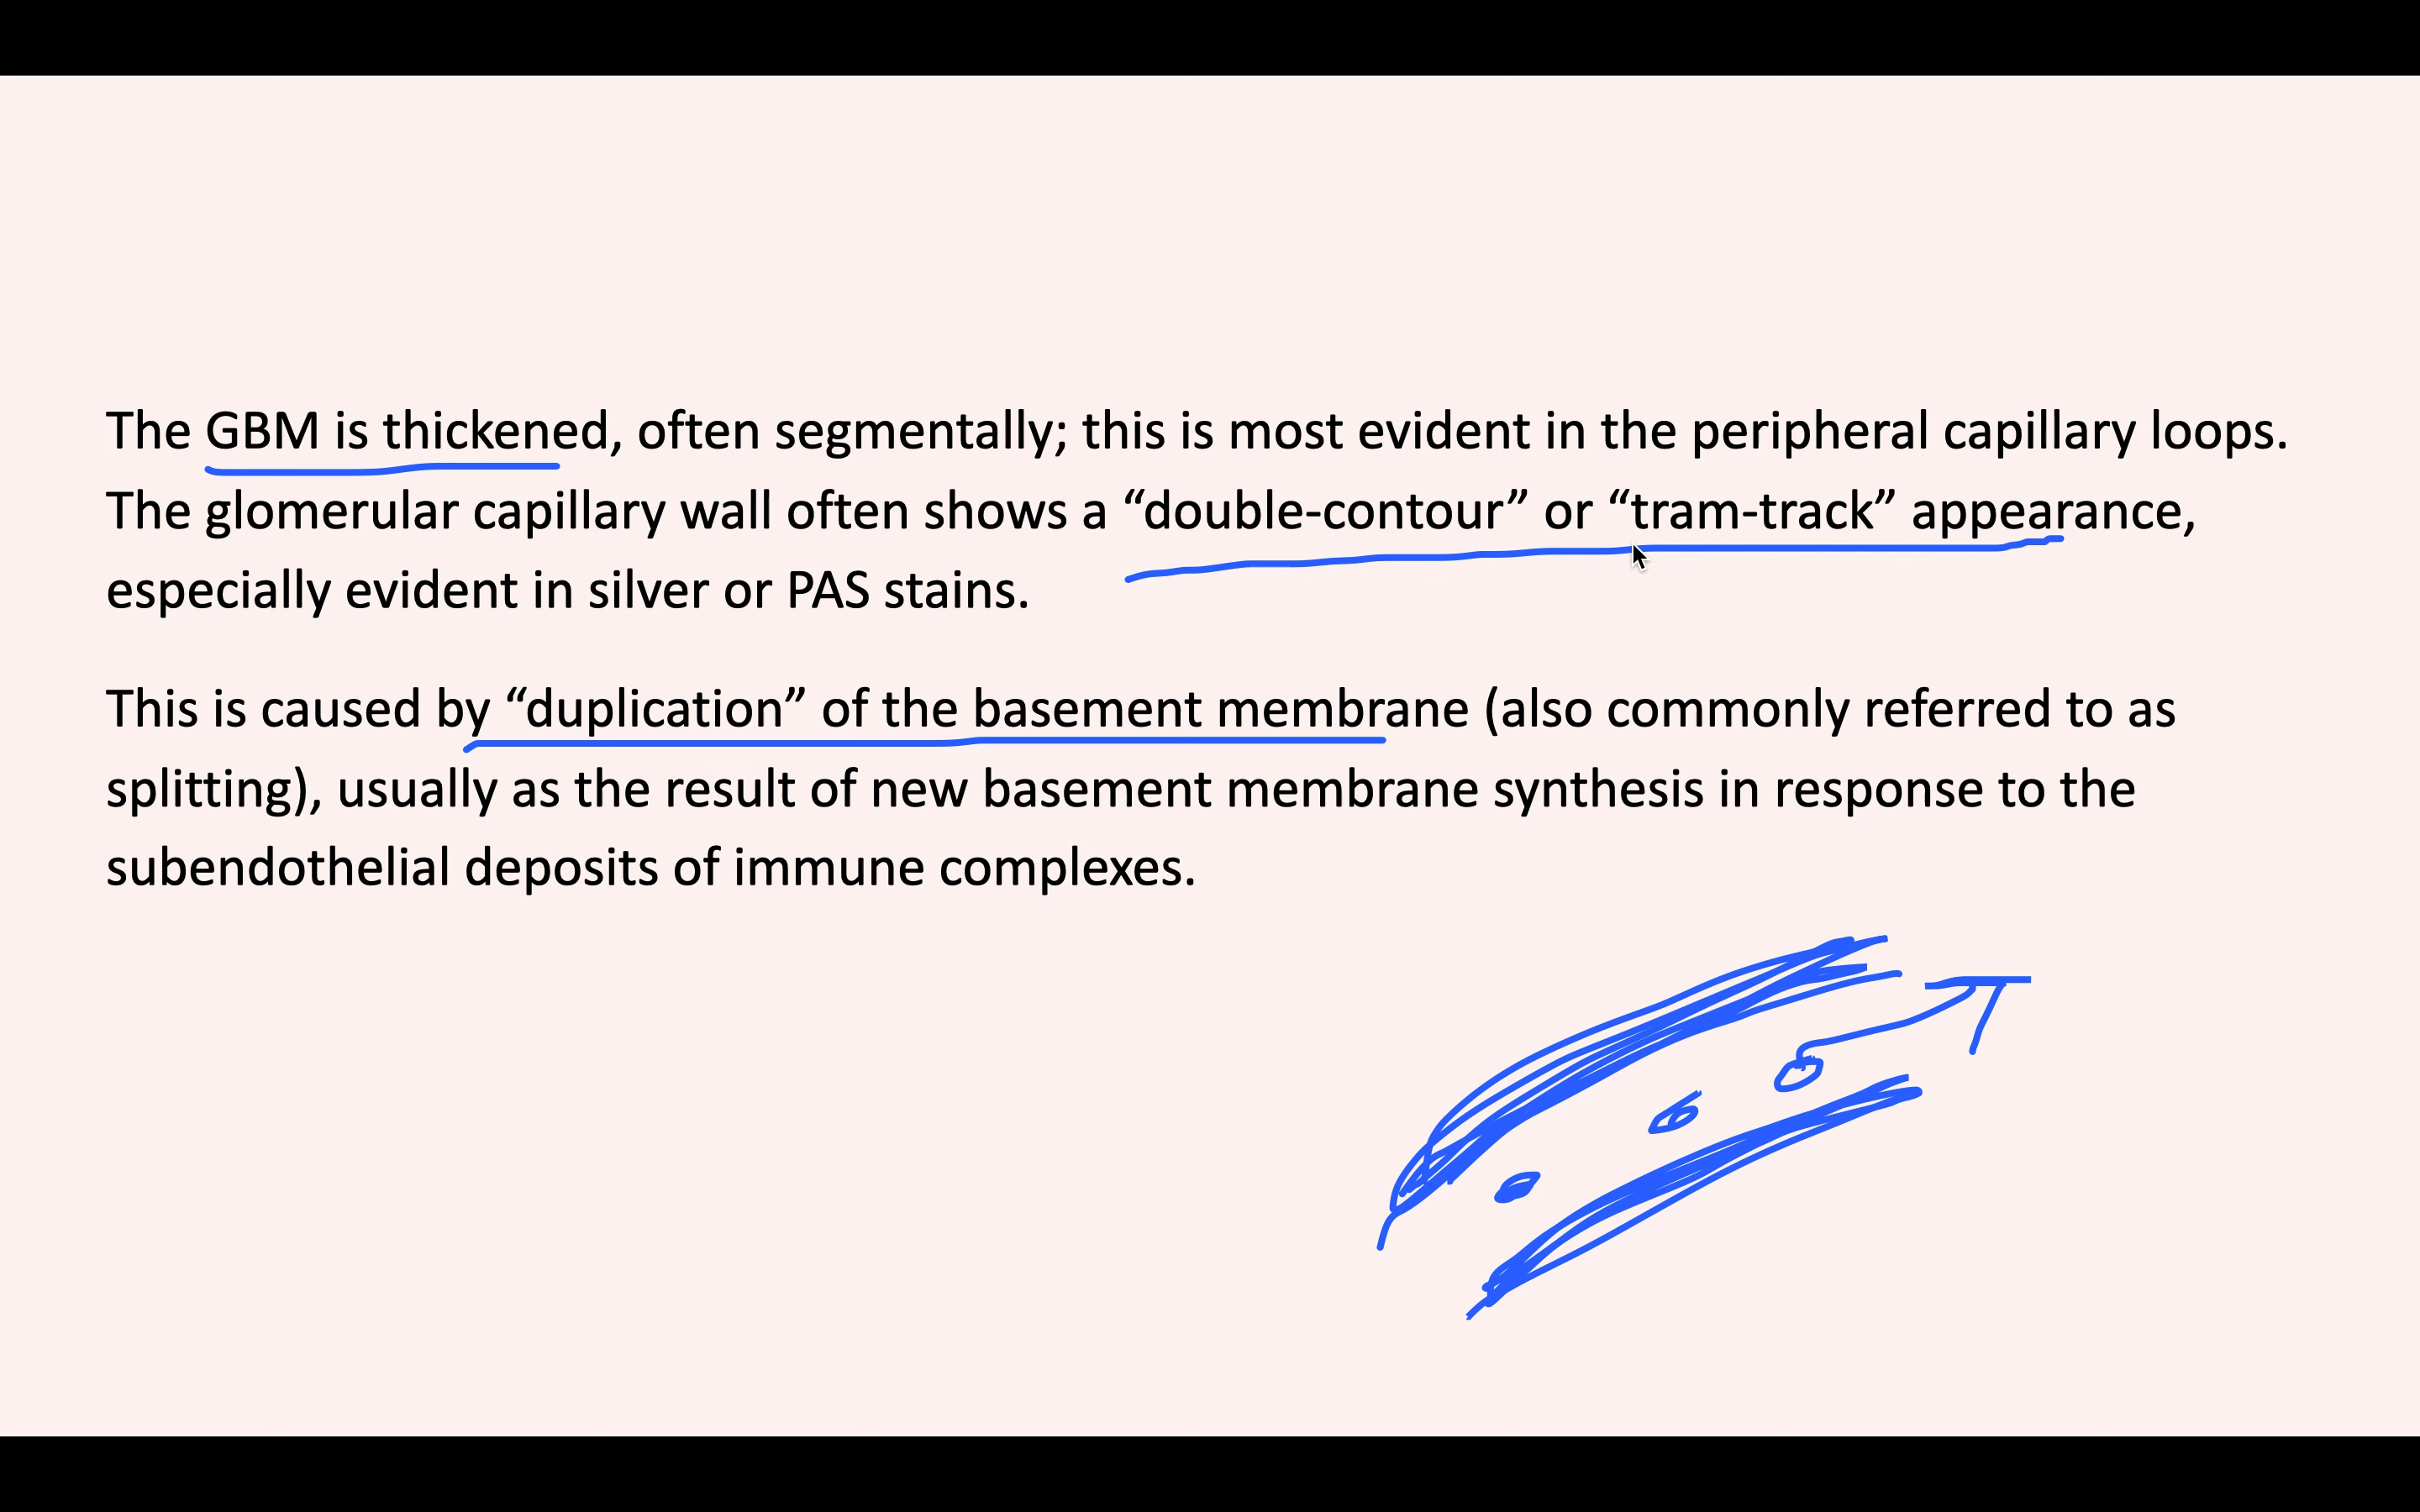 The GBM is thickened, often segmentally; this is most evident in the peripheral capillary loops.
The glomerular capillary wall often shows a “double-contour” or “tram-track” appearance,
especially evident in silver or PAS stains.
This is caused by “duplication” of the basement membrane (also commonly referred to as
splitting), usually as the result of new basement membrane synthesis in response to the
subendothelial deposits of immune complexes.